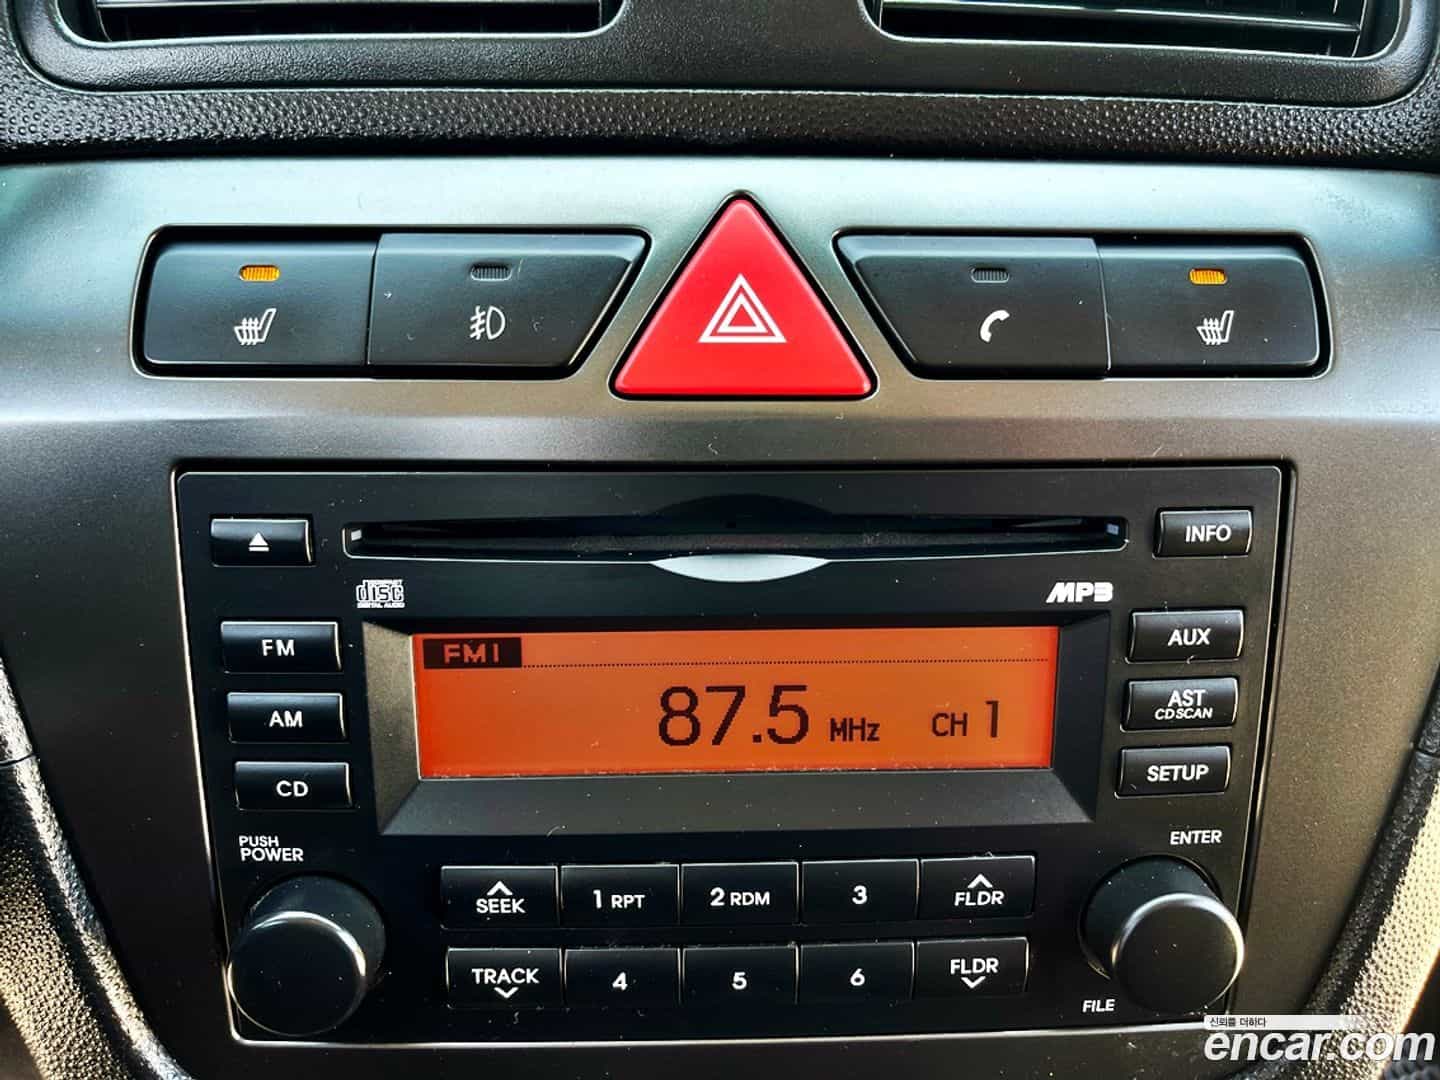 INFO
COMPACT
disc
DIGITAL AUDIO
MP3
FM
AM
CD
FM1
87.5 MHz CH 1
AUX
AST
CD SCAN
SETUP
PUSH
POWER
ENTER
SEEK
1 RPT
2 RDM
3
FLDR
TRACK
4
5
6
FLDR
FILE
신뢰를 더하다
encar.com